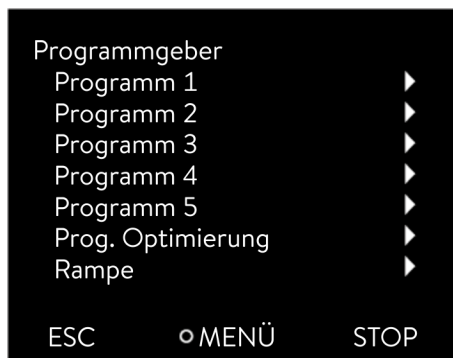 Programmgeber
Programm 1
Programm 2
Programm 3
Programm 4
Programm 5
Prog. Optimierung
Rampe
ESC MENÜ STOP